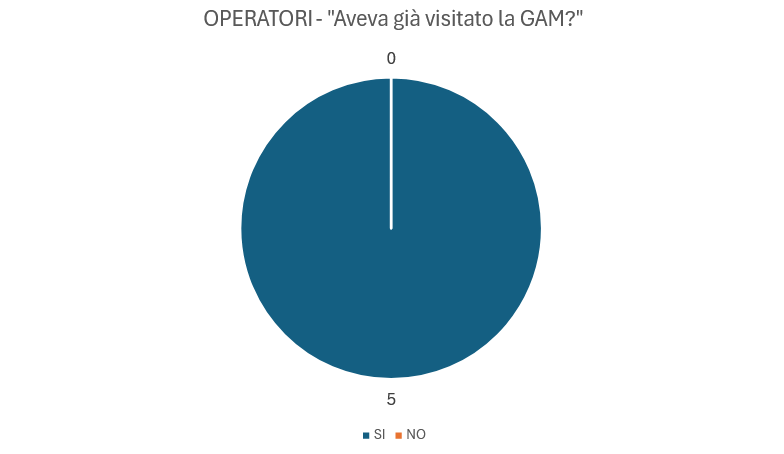 OPERATORI - "Aveva già visitato la GAM?"
0
5
SI NO